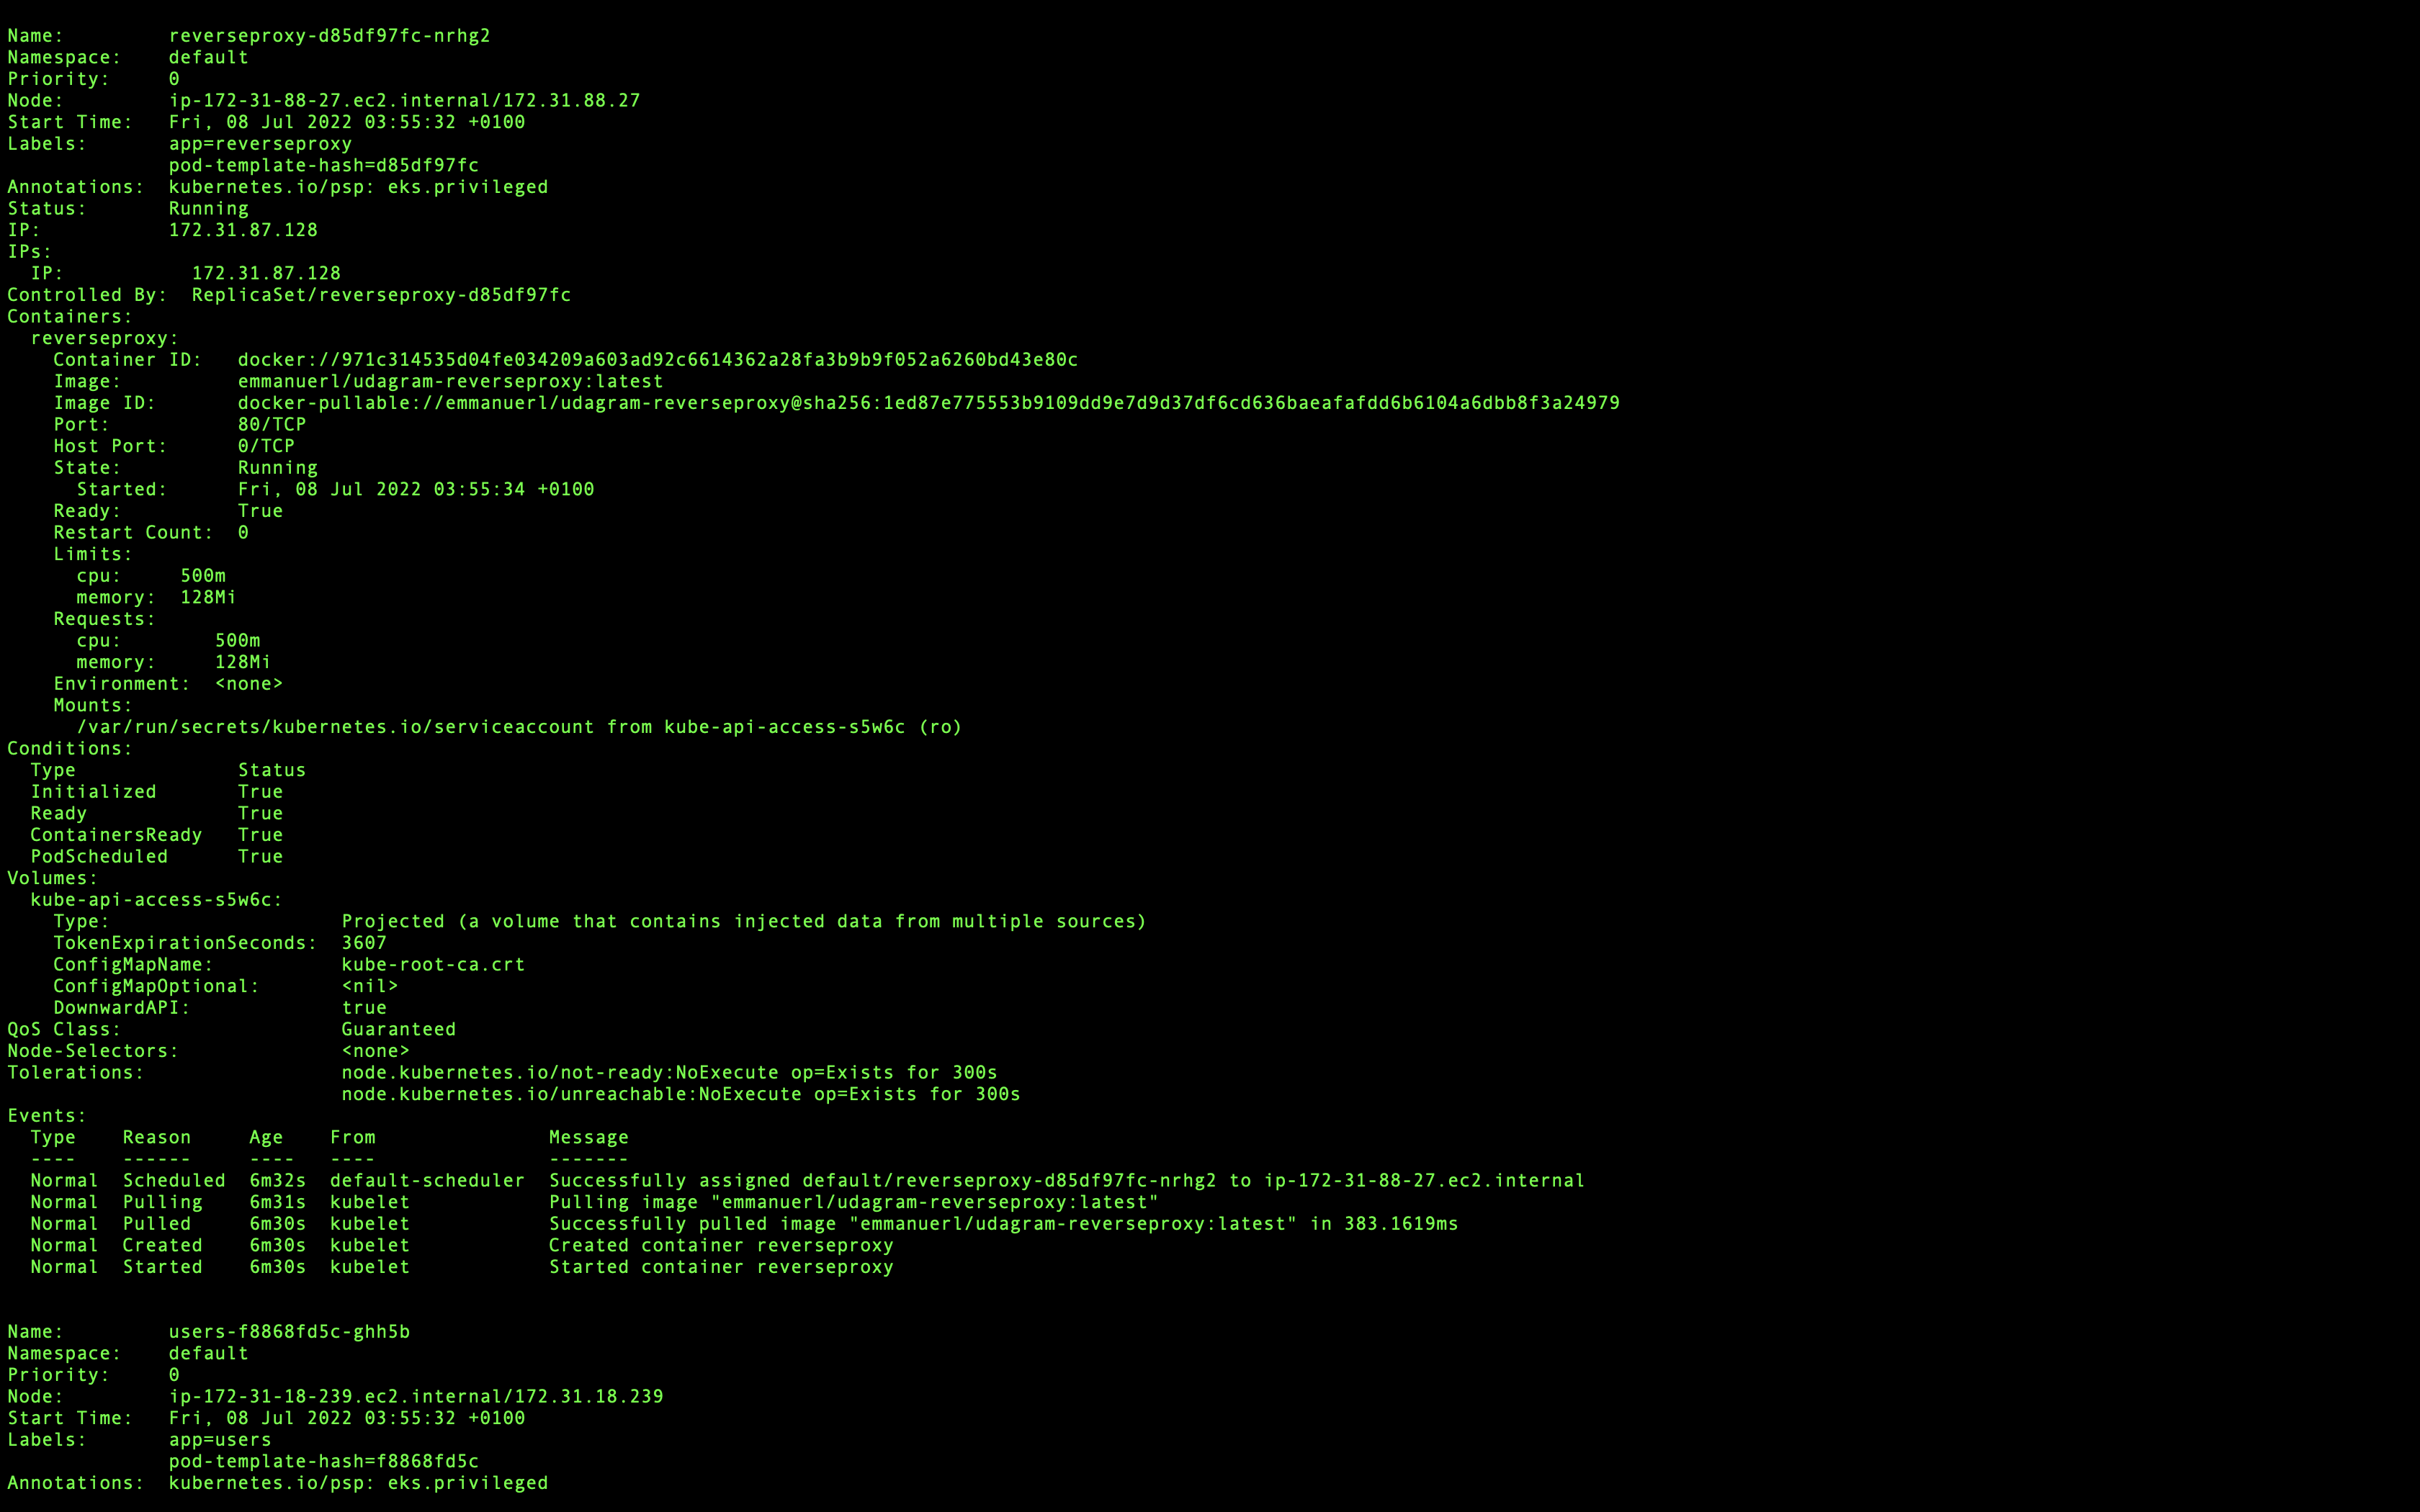 Name:         reverseproxy-d85df97fc-nrhg2
Namespace:    default
Priority:     0
Node:         ip-172-31-88-27.ec2.internal/172.31.88.27
Start Time:   Fri, 08 Jul 2022 03:55:32 +0100
Labels:       app=reverseproxy
              pod-template-hash=d85df97fc
Annotations:  kubernetes.io/psp: eks.privileged
Status:       Running
IP:           172.31.87.128
IPs:
  IP:           172.31.87.128
Controlled By:  ReplicaSet/reverseproxy-d85df97fc
Containers:
  reverseproxy:
    Container ID:   docker://971c314535d04fe034209a603ad92c6614362a28fa3b9b9f052a6260bd43e80c
    Image:          emmanuerl/udagram-reverseproxy:latest
    Image ID:       docker-pullable://emmanuerl/udagram-reverseproxy@sha256:1ed87e775553b9109dd9e7d9d37df6cd636baeafafdd6b6104a6dbb8f3a24979
    Port:           80/TCP
    Host Port:      0/TCP
    State:          Running
      Started:      Fri, 08 Jul 2022 03:55:34 +0100
    Ready:          True
    Restart Count:  0
    Limits:
      cpu:     500m
      memory:  128Mi
    Requests:
      cpu:        500m
      memory:     128Mi
    Environment:  <none>
    Mounts:
      /var/run/secrets/kubernetes.io/serviceaccount from kube-api-access-s5w6c (ro)
Conditions:
  Type              Status
  Initialized       True
  Ready             True
  ContainersReady   True
  PodScheduled      True
Volumes:
  kube-api-access-s5w6c:
    Type:                    Projected (a volume that contains injected data from multiple sources)
    TokenExpirationSeconds:  3607
    ConfigMapName:           kube-root-ca.crt
    ConfigMapOptional:       <nil>
    DownwardAPI:             true
QoS Class:                   Guaranteed
Node-Selectors:              <none>
Tolerations:                 node.kubernetes.io/not-ready:NoExecute op=Exists for 300s
                             node.kubernetes.io/unreachable:NoExecute op=Exists for 300s
Events:
  Type    Reason     Age    From               Message
  ----    ------     ----   ----               -------
  Normal  Scheduled  6m32s  default-scheduler  Successfully assigned default/reverseproxy-d85df97fc-nrhg2 to ip-172-31-88-27.ec2.internal
  Normal  Pulling    6m31s  kubelet            Pulling image "emmanuerl/udagram-reverseproxy:latest"
  Normal  Pulled     6m30s  kubelet            Successfully pulled image "emmanuerl/udagram-reverseproxy:latest" in 383.1619ms
  Normal  Created    6m30s  kubelet            Created container reverseproxy
  Normal  Started    6m30s  kubelet            Started container reverseproxy

Name:         users-f8868fd5c-ghh5b
Namespace:    default
Priority:     0
Node:         ip-172-31-18-239.ec2.internal/172.31.18.239
Start Time:   Fri, 08 Jul 2022 03:55:32 +0100
Labels:       app=users
              pod-template-hash=f8868fd5c
Annotations:  kubernetes.io/psp: eks.privileged